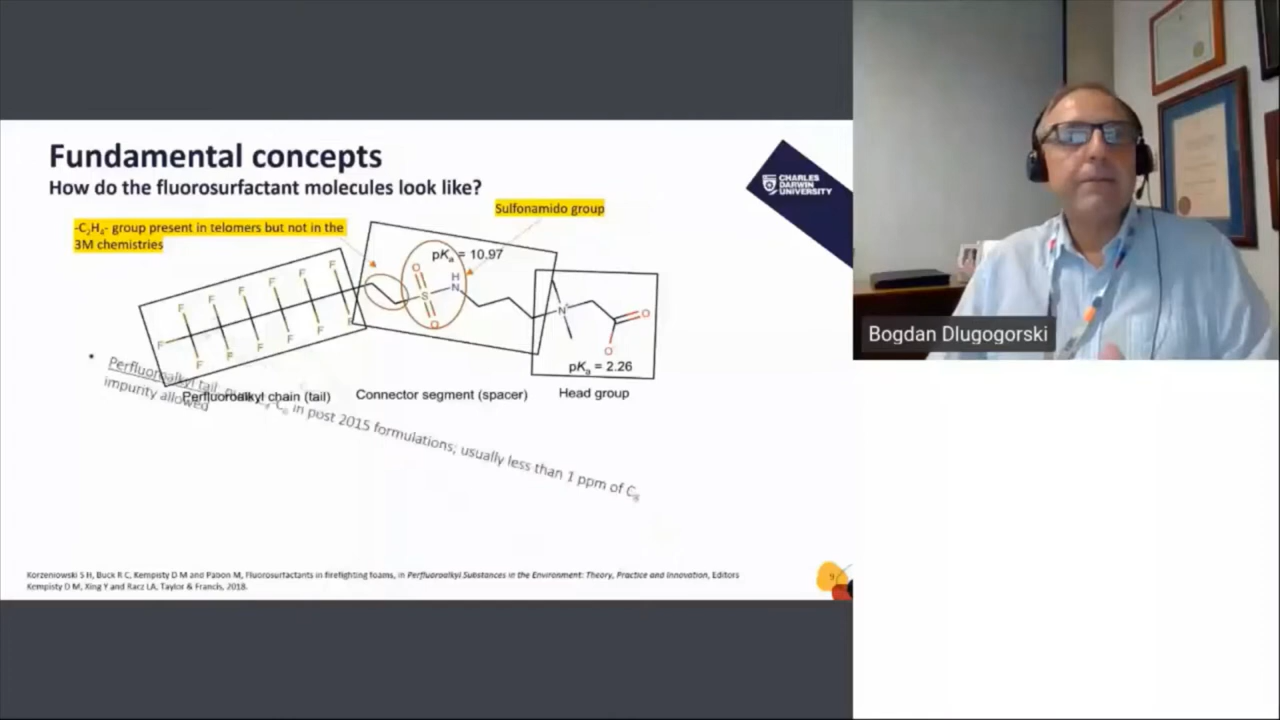 Fundamental concepts
How do the fluorosurfactant molecules look like?
CHARLES
DARWIN
UNIVERSITY
Sulfonamido group
-C₂H₄- group present in telomers but not in the
3M chemistries
pKₐ = 10.97
F F F F F F
F F F F F F
F
O
S
O
H
N
N
O
O
pKₐ = 2.26
Perfluoroalkyl chain (tail)
Connector segment (spacer)
Head group
• Perfluoroalkyl tail in post 2015 formulations; usually less than 1 ppm of C₈
impurity allowed
Korzeniowski S H, Buck R C, Kempisty D M and Pabon M, Fluorosurfactants in firefighting foams, in Perfluoroalkyl Substances in the Environment: Theory, Practice and Innovation, Editors
Kempisty D M, Xing Y and Racz LA, Taylor & Francis, 2018.
9
Bogdan Dlugogorski